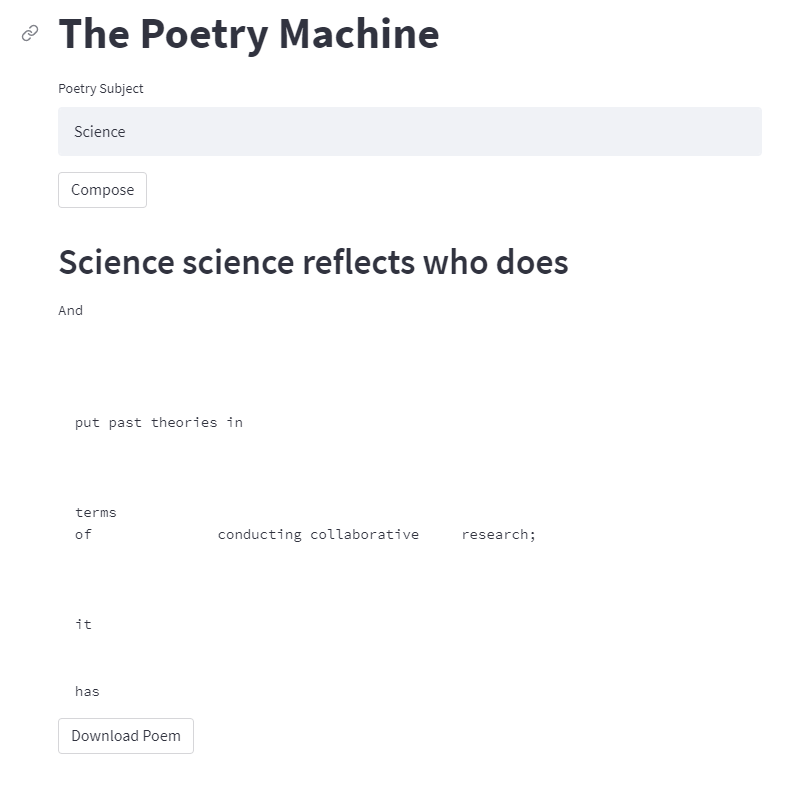 The Poetry Machine
Poetry Subject
Science
Compose
Science science reflects who does
And
put past theories in
terms
of conducting collaborative research;
it
has
Download Poem